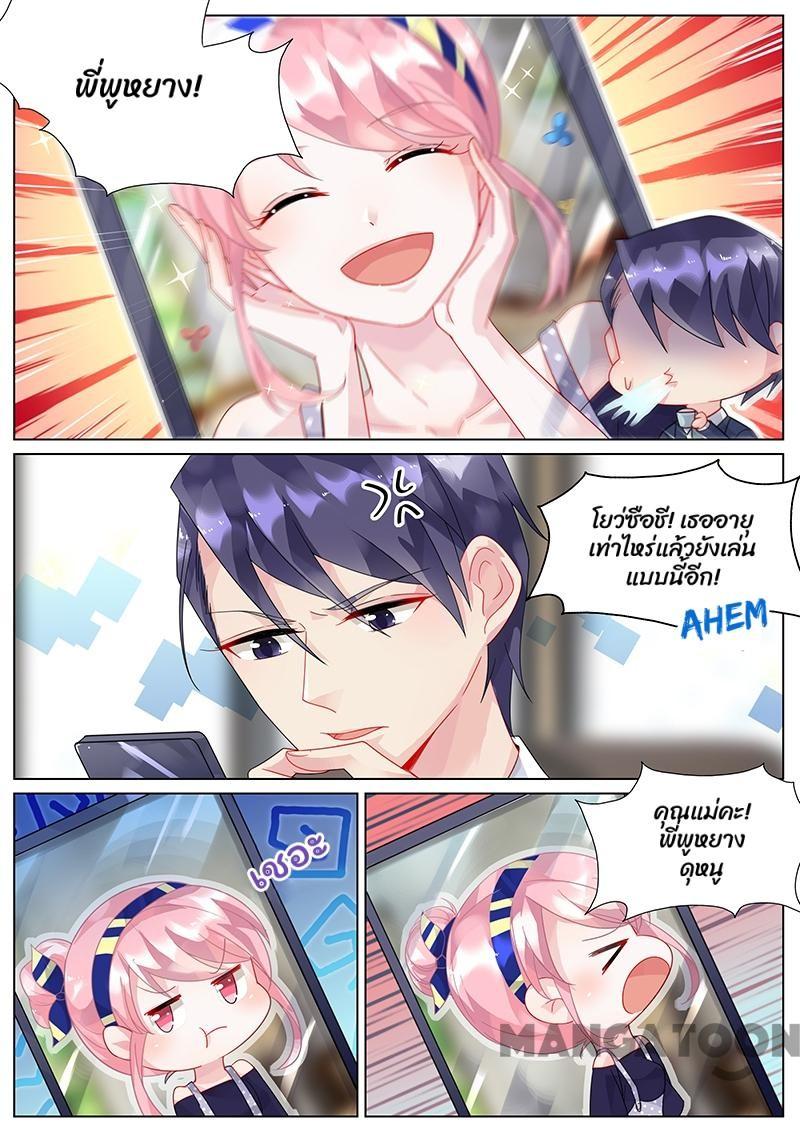 พี่พูหยาง!
โยว่ซือชี! เธออายุ
เท่าไหร่แล้วยังเล่น
แบบนี้อีก!
AHEM
เชอะ
คุณแม่คะ!
พี่พูหยาง
ดุหนู
MANGATOON